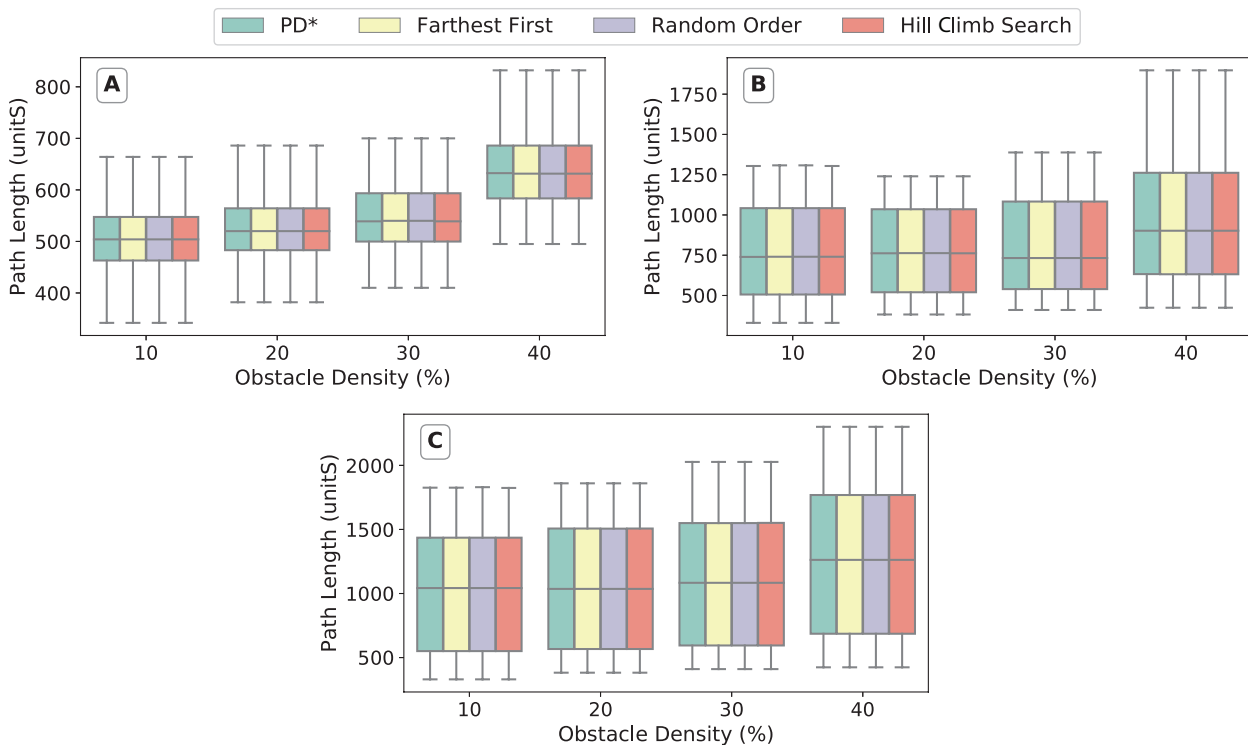 PD* Farthest First Random Order Hill Climb Search
A
Path Length (unitS)
800
700
600
500
400
10 20 30 40
Obstacle Density (%)
B
Path Length (unitS)
1750
1500
1250
1000
750
500
10 20 30 40
Obstacle Density (%)
C
Path Length (unitS)
2000
1500
1000
500
10 20 30 40
Obstacle Density (%)